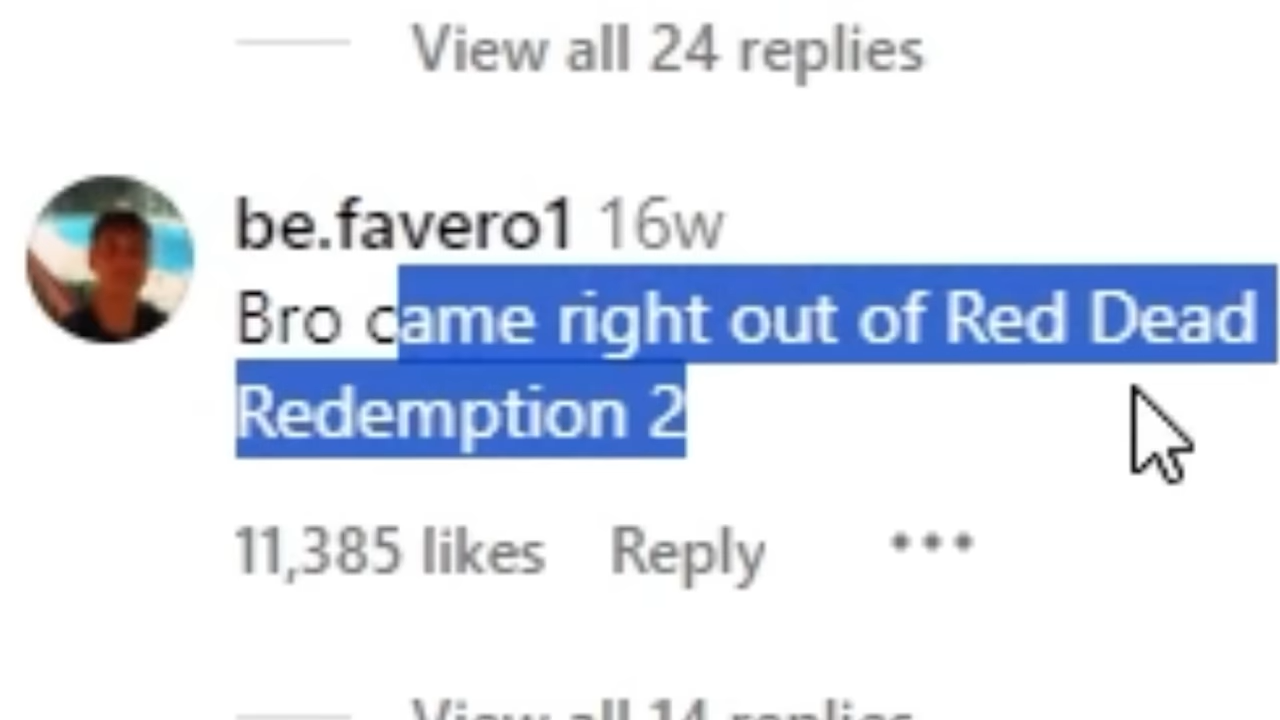 View all 24 replies
be.favero1 16w
Bro came right out of Red Dead
Redemption 2
11,385 likes Reply •••
View all 14 replies